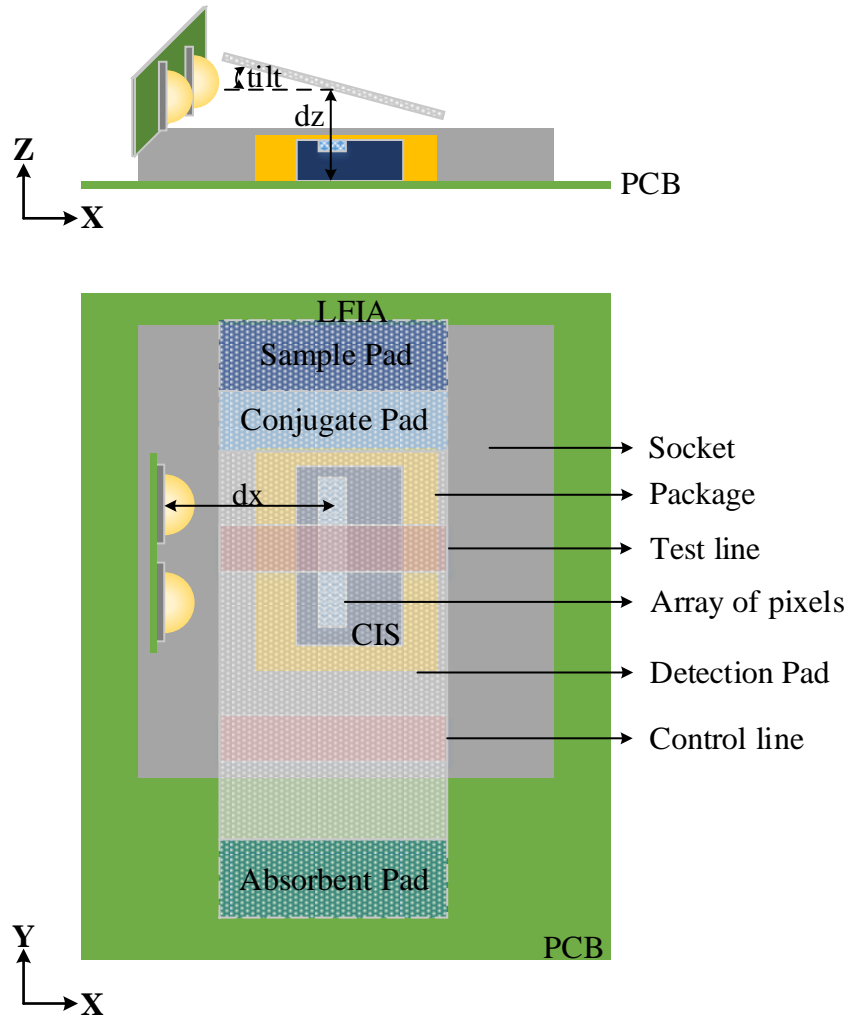 tilt
dz
Z
X
PCB
LFIA
Sample Pad
Conjugate Pad
Socket
dx
Package
Test line
Array of pixels
CIS
Detection Pad
Control line
Absorbent Pad
Y
PCB
X